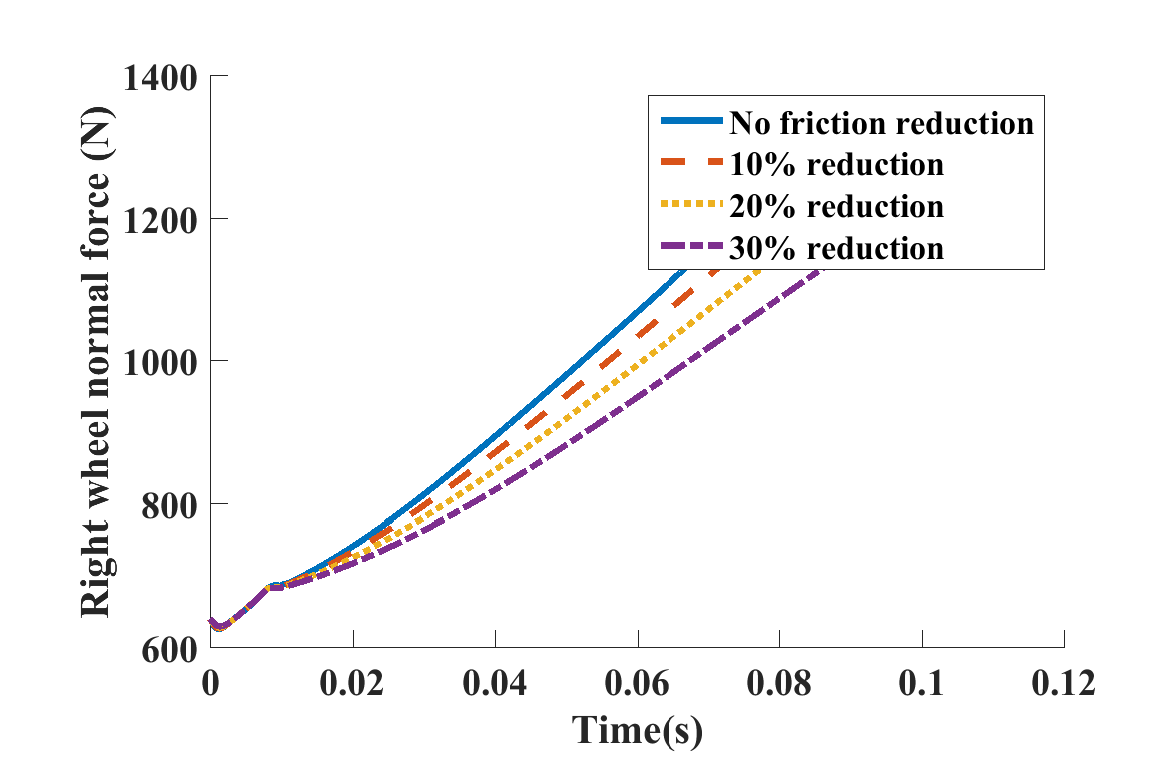 1400
1200
1000
800
600
Right wheel normal force (N)
No friction reduction
10% reduction
20% reduction
30% reduction
0
0.02
0.04
0.06
0.08
0.1
0.12
Time(s)